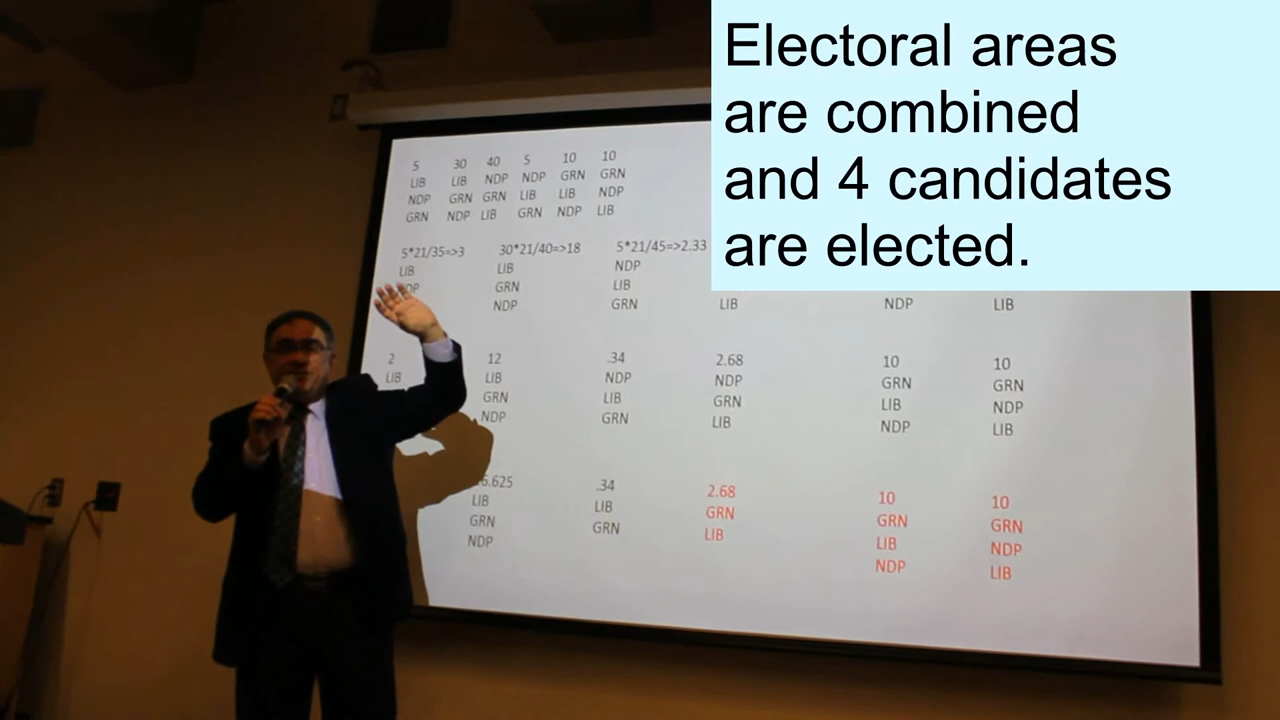 Electoral areas
are combined
and 4 candidates
are elected.
5 30 40 5 10 10
LIB LIB NDP NDP GRN GRN
NDP GRN GRN LIB LIB NDP
GRN NDP LIB GRN NDP LIB
5*21/35=>3 30*21/40=>18 5*21/45=>2.33
LIB LIB NDP
GRN LIB
NDP GRN LIB NDP LIB
2 12 .34 2.68 10 10
LIB LIB NDP NDP GRN GRN
GRN LIB GRN LIB NDP
NDP GRN LIB NDP LIB
6.625 .34 2.68 10 10
LIB LIB GRN GRN GRN
GRN GRN LIB LIB NDP
NDP NDP LIB